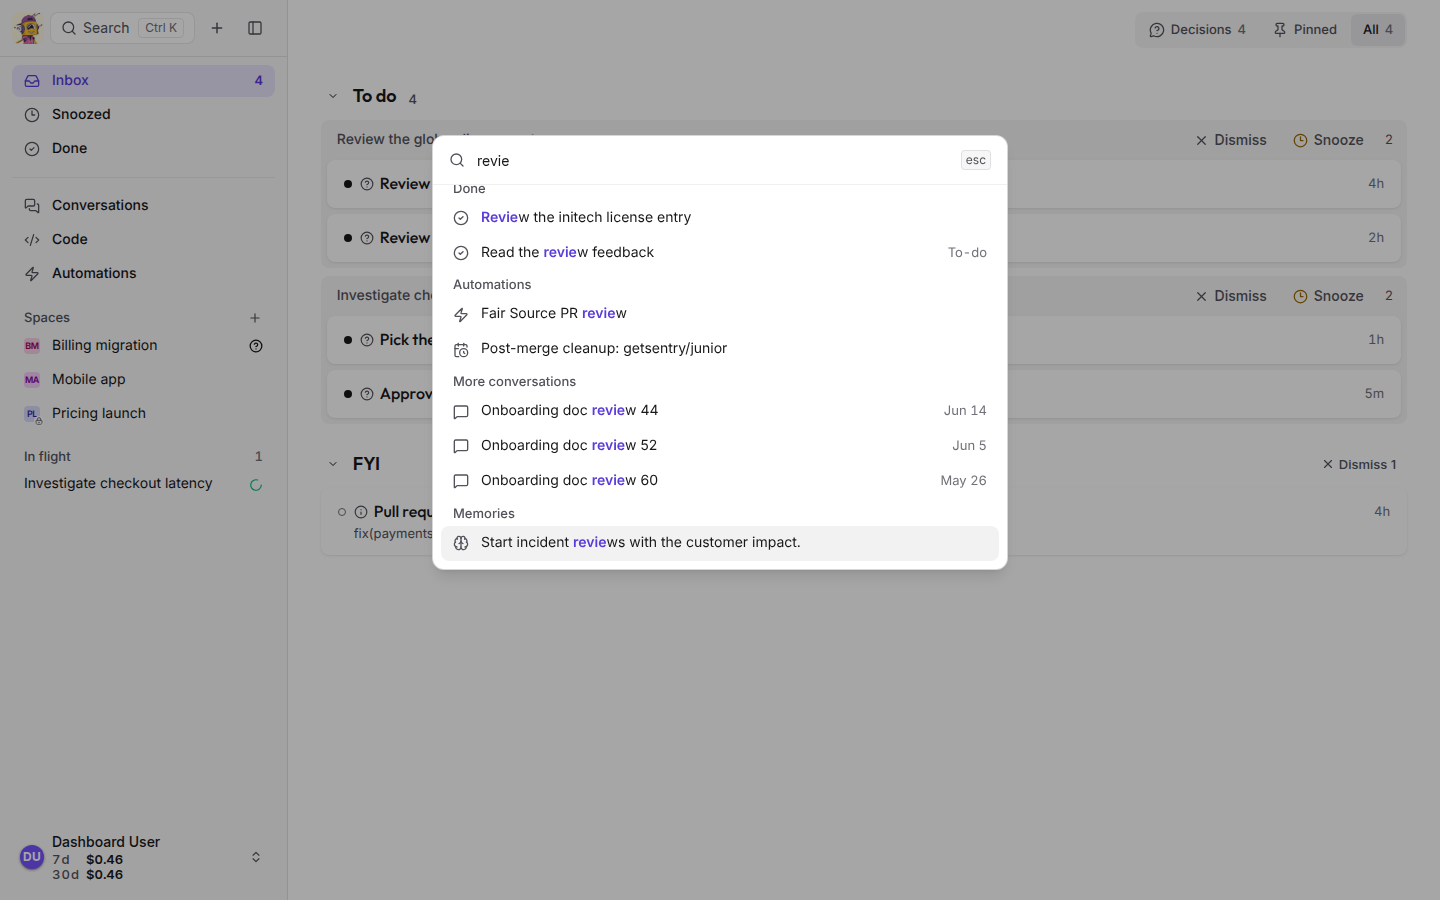 Search Ctrl K
Inbox 4
Snoozed
Done
Conversations
Code
Automations
Spaces
BM Billing migration
MA Mobile app
PL Pricing launch
In flight 1
Investigate checkout latency
DU Dashboard User
7d $0.46
30d $0.46
Decisions 4 Pinned All 4
To do 4
Review the Dismiss Snooze 2
Review 4h
Review 2h
Investigate Dismiss Snooze 2
Pick the 1h
Approv 5m
FYI Dismiss 1
Pull requ 4h
fix(payments
revie esc
Done
Review the initech license entry
Read the review feedback To-do
Automations
Fair Source PR review
Post-merge cleanup: getsentry/junior
More conversations
Onboarding doc review 44 Jun 14
Onboarding doc review 52 Jun 5
Onboarding doc review 60 May 26
Memories
Start incident reviews with the customer impact.